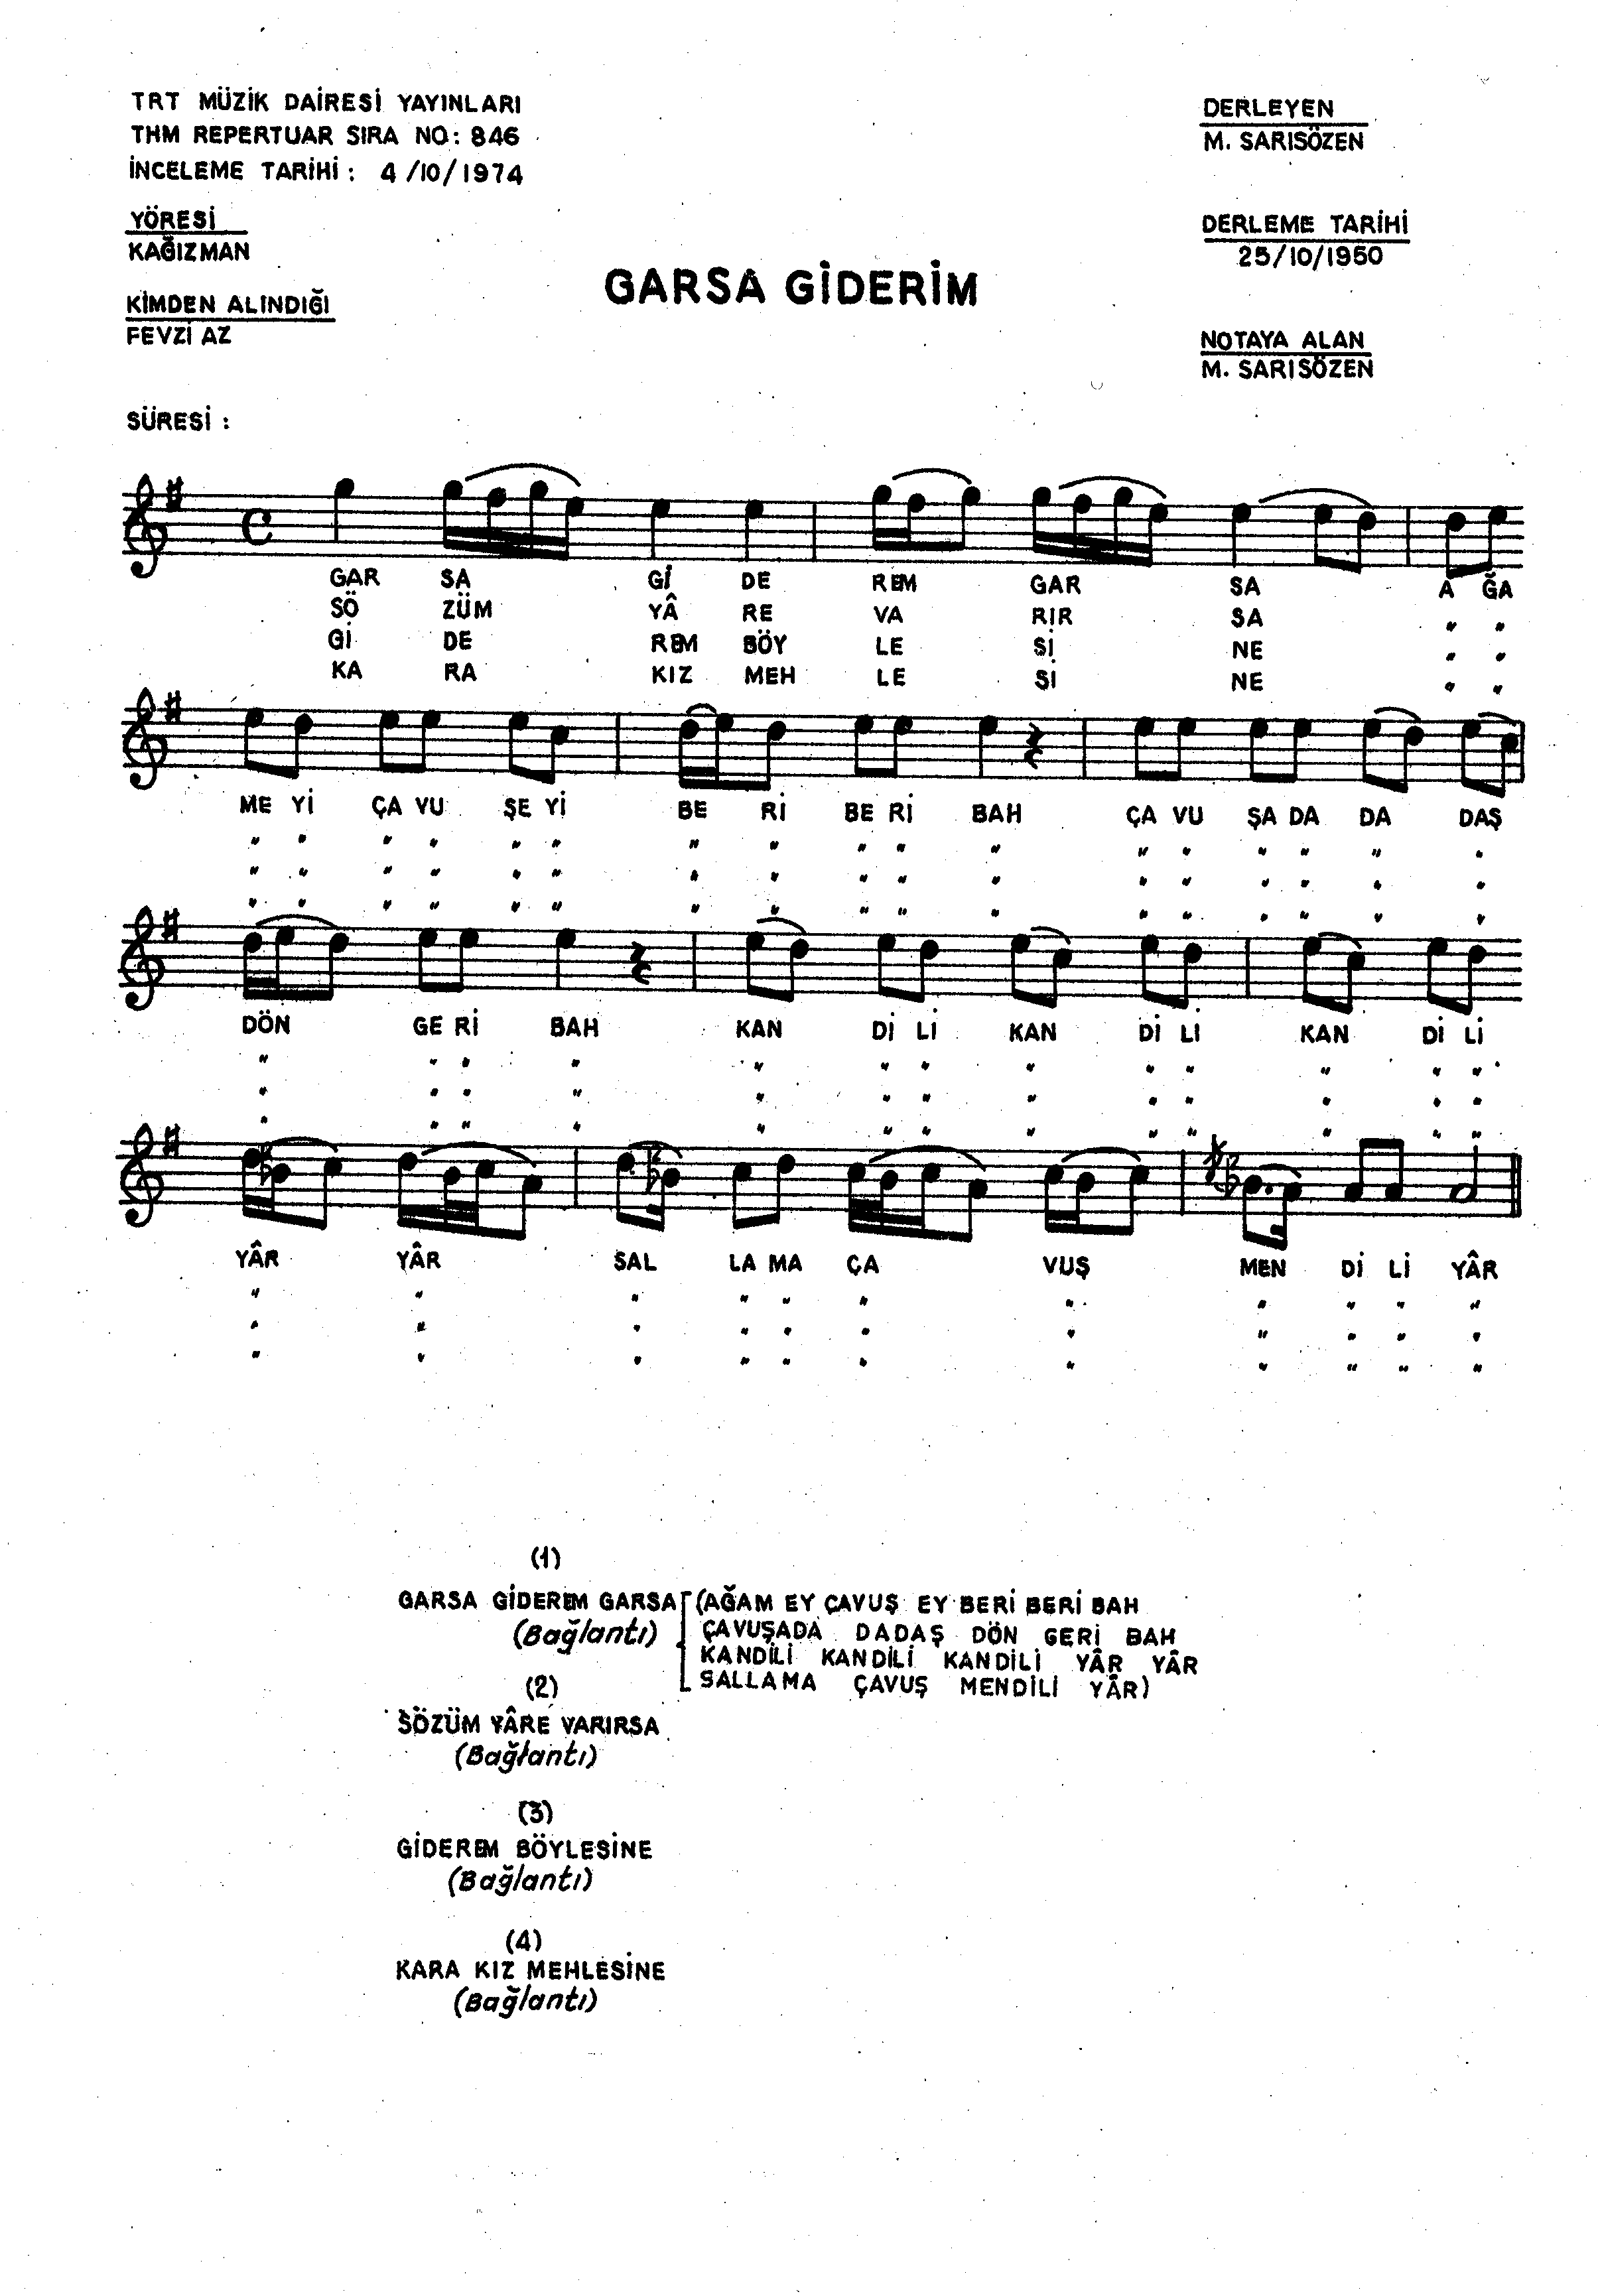 TRT MÜZİK DAİRESİ YAYINLARI
THM REPERTUAR SIRA NO: 846
İNCELEME TARİHİ : 4 /10/1974
YÖRESİ
KAĞIZMAN
KİMDEN ALINDIĞI
FEVZİ AZ
SÜRESİ :
GARSA GİDERİM
DERLEYEN
M. SARISÖZEN
DERLEME TARİHİ
25/10/1950
NOTAYA ALAN
M. SARISÖZEN
GAR SA Gİ DE REM GAR SA A ĞA
SÖ ZÜM YÂ RE VA RIR SA " "
Gİ DE REM BÖY LE Sİ NE " "
KA RA KIZ MEH LE Sİ NE " "
ME Yİ ÇA VU ŞE Yİ BE Rİ BE Rİ BAH ÇA VU ŞA DA DA DAŞ
" " " " " " " " " " " " " " " " "
" " " " " " " " " " " " " " " " "
" " " " " " " " " " " " " " " " "
DÖN GE Rİ BAH KAN Dİ Lİ KAN Dİ Lİ KAN Dİ Lİ
" " " " " " " " " " " " "
" " " " " " " " " " " " "
" " " " " " " " " " " " "
YÂR YÂR SAL LA MA ÇA VUŞ MEN Dİ Lİ YÂR
" " " " " " " " " " "
" " " " " " " " " " "
" " " " " " " " " " "
(1)
GARSA GİDEREM GARSA (AĞAM EY ÇAVUŞ EY BERİ BERİ BAH
(Bağlantı) ÇAVUŞADA DADAŞ DÖN GERİ BAH
KANDİLİ KANDİLİ KANDİLİ YÂR YÂR
SALLAMA ÇAVUŞ MENDİLİ YÂR)
(2)
SÖZÜM YÂRE VARIRSA
(Bağlantı)
(3)
GİDEREM BÖYLESİNE
(Bağlantı)
(4)
KARA KIZ MEHLESİNE
(Bağlantı)